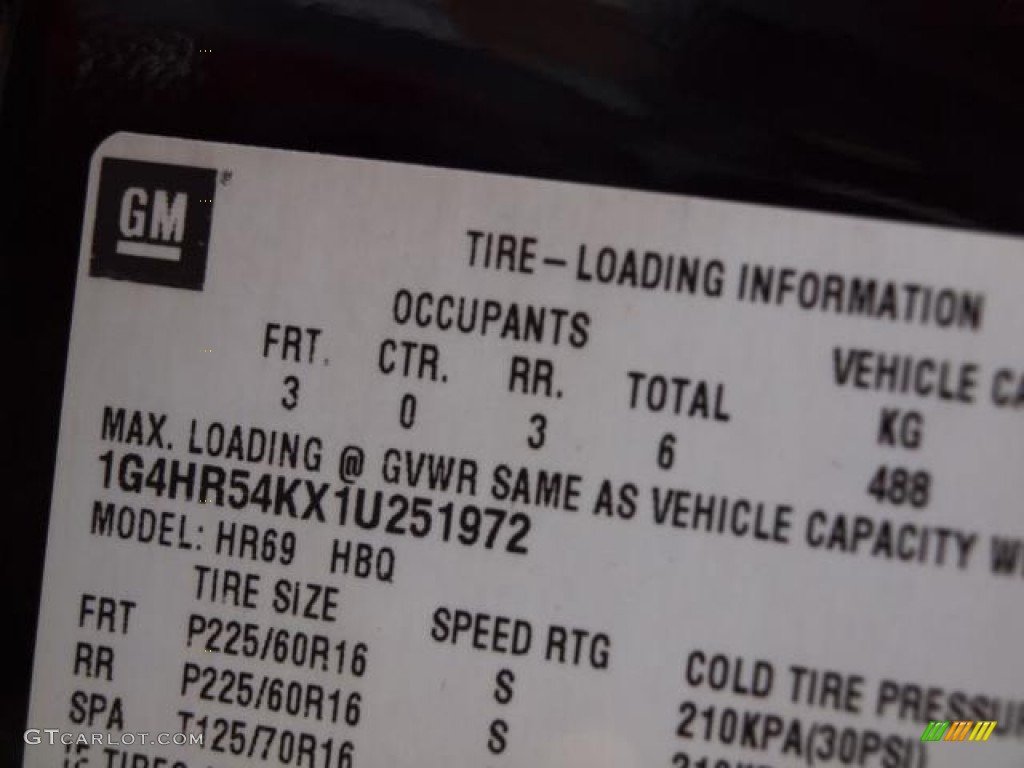 GM
TIRE–LOADING INFORMATION
OCCUPANTS
VEHICLE
FRT. CTR. RR. TOTAL KG
3 0 3 6 488
MAX. LOADING @ GVWR SAME AS VEHICLE CAPACITY
1G4HR54KX1U251972
MODEL: HR69 HBQ
TIRE SIZE SPEED RTG COLD TIRE
FRT P225/60R16 S 210KPA(30PSI)
RR P225/60R16 S
SPA T125/70R16
GTCarlot.com